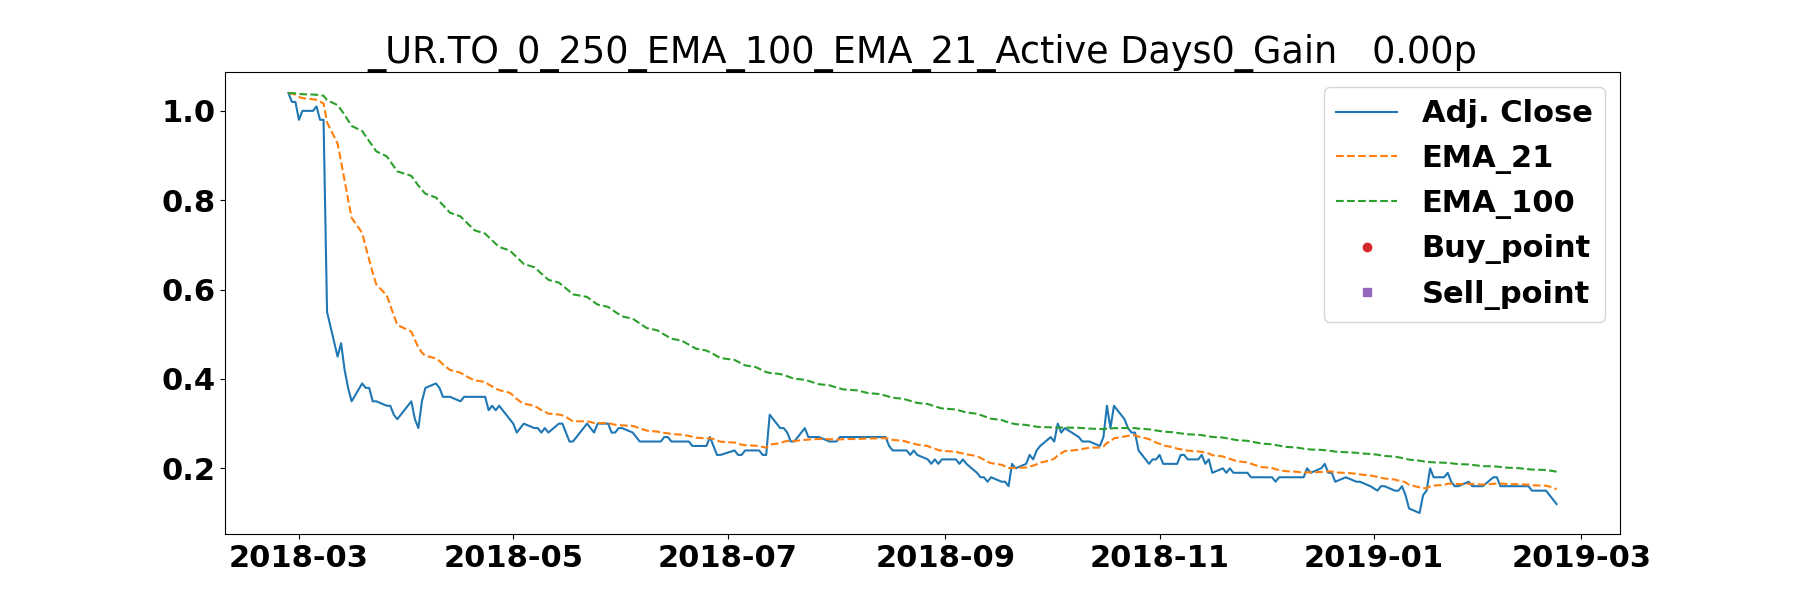 _UR.TO_0_250_EMA_100_EMA_21_Active Days0_Gain   0.00p
1.0
0.8
0.6
0.4
0.2
Adj. Close
EMA_21
EMA_100
Buy_point
Sell_point
2018-03 2018-05 2018-07 2018-09 2018-11 2019-01 2019-03